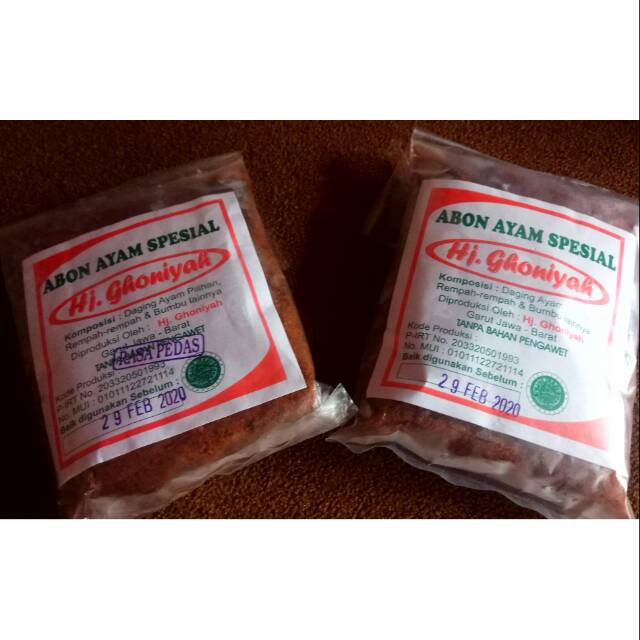 ABON AYAM SPESIAL
Hj. Ghoniyah
Komposisi : Daging Ayam Pilihan,
Rempah-rempah & Bumbu lainnya
Diproduksi Oleh : Hj. Ghoniyah
Garut Jawa - Barat
TANPA BAHAN PENGAWET
RASA PEDAS
Kode Produksi :
P-IRT No. 203320501993
No. MUI : 01011122721114
Baik digunakan Sebelum :
29 FEB 2020
ABON AYAM SPESIAL
Hj. Ghoniyah
Komposisi : Daging Ayam
Rempah-rempah & Bumbu lainnya
Diproduksi Oleh : Hj. Ghoniyah
Garut Jawa - Barat
TANPA BAHAN PENGAWET
Kode Produksi :
P-IRT No. 203320501993
No. MUI : 01011122721114
Baik digunakan Sebelum :
29 FEB 2020